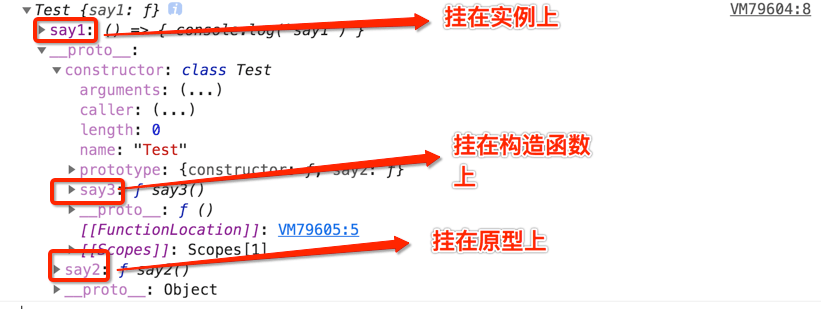 Test {say1: ƒ} i VM79604:8
say1: () => { console.log("say1") } 挂在实例上
__proto__:
constructor: class Test
arguments: (...)
caller: (...)
length: 0
name: "Test"
prototype: {constructor: ƒ, say2: ƒ}
挂在构造函数
上
say3: ƒ say3()
__proto__: ƒ ()
[[FunctionLocation]]: VM79605:5
[[Scopes]]: Scopes[1]
挂在原型上
say2: ƒ say2()
__proto__: Object